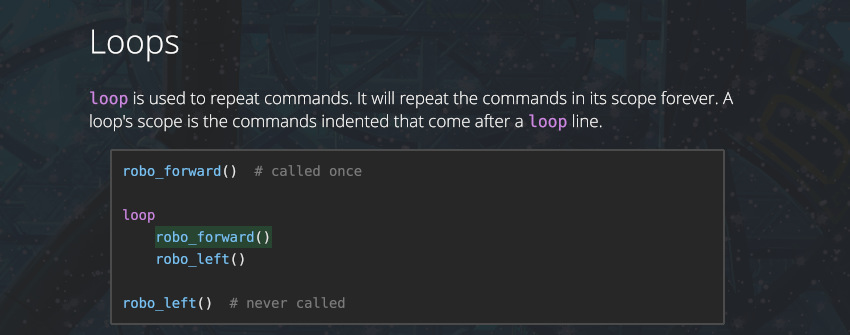 Loops
loop is used to repeat commands. It will repeat the commands in its scope forever. A
loop's scope is the commands indented that come after a loop line.
robo_forward()  # called once
loop
    robo_forward()
    robo_left()
robo_left()  # never called